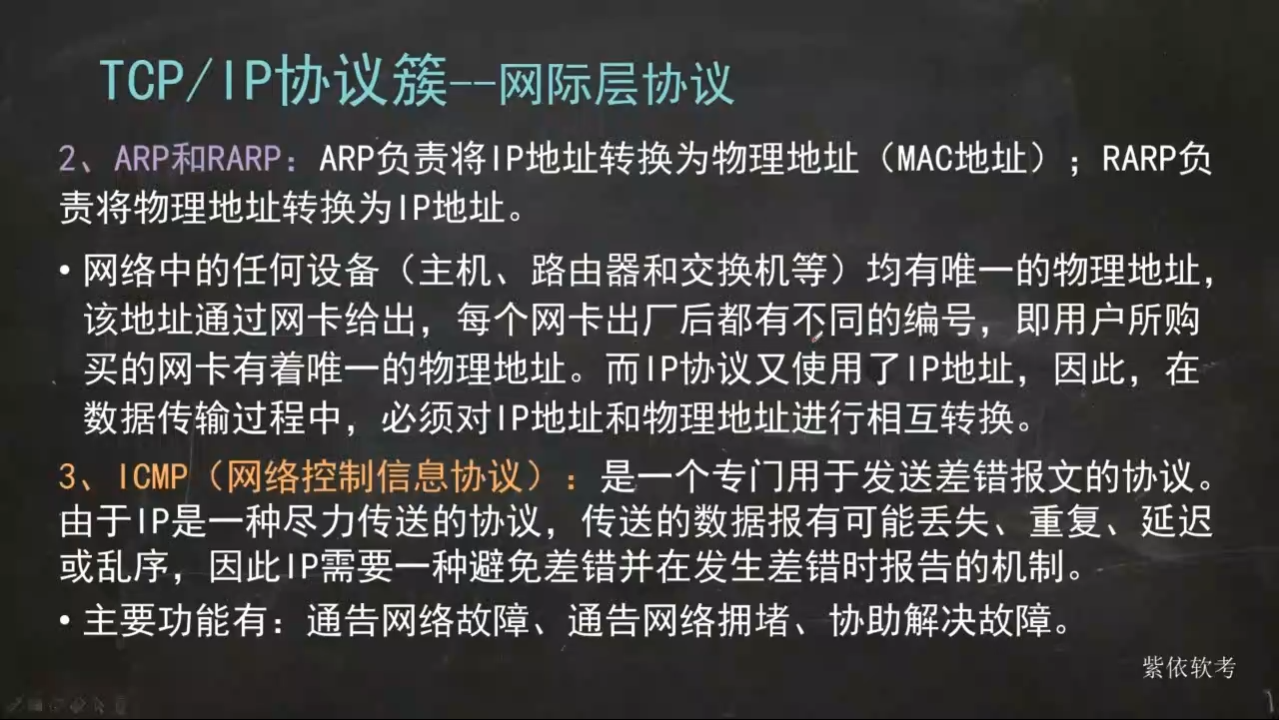 TCP/IP协议簇--网际层协议
2、ARP和RARP：ARP负责将IP地址转换为物理地址（MAC地址）；RARP负
责将物理地址转换为IP地址。
• 网络中的任何设备（主机、路由器和交换机等）均有唯一的物理地址，
该地址通过网卡给出，每个网卡出厂后都有不同的编号，即用户所购
买的网卡有着唯一的物理地址。而IP协议又使用了IP地址，因此，在
数据传输过程中，必须对IP地址和物理地址进行相互转换。
3、ICMP（网络控制信息协议）：是一个专门用于发送差错报文的协议。
由于IP是一种尽力传送的协议，传送的数据报有可能丢失、重复、延迟
或乱序，因此IP需要一种避免差错并在发生差错时报告的机制。
• 主要功能有：通告网络故障、通告网络拥堵、协助解决故障。
紫依软考